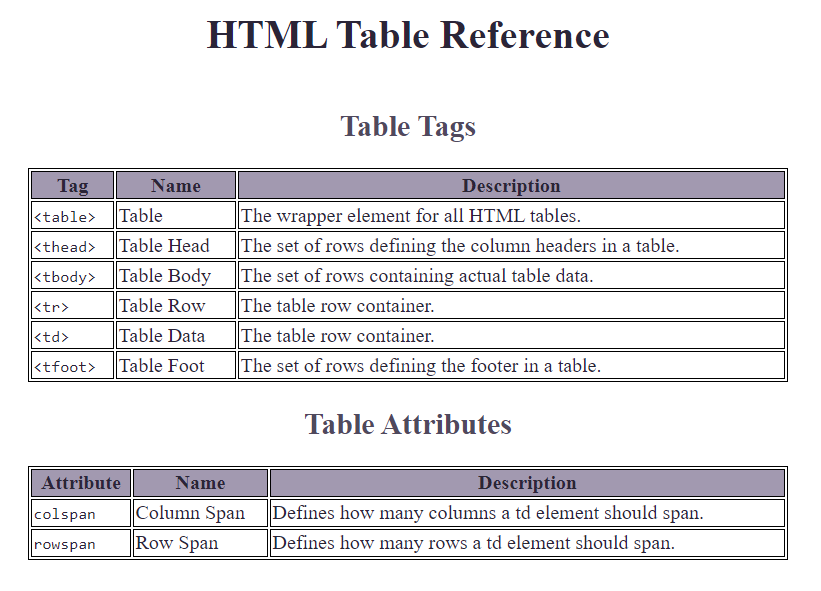 HTML Table Reference
Table Tags
Tag Name Description
<table> Table The wrapper element for all HTML tables.
<thead> Table Head The set of rows defining the column headers in a table.
<tbody> Table Body The set of rows containing actual table data.
<tr> Table Row The table row container.
<td> Table Data The table row container.
<tfoot> Table Foot The set of rows defining the footer in a table.
Table Attributes
Attribute Name Description
colspan Column Span Defines how many columns a td element should span.
rowspan Row Span Defines how many rows a td element should span.